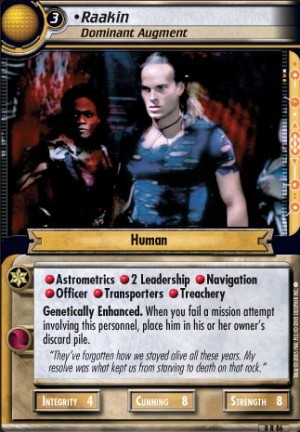 3 •Raakin
Dominant Augment
Human
Astrometrics 2 Leadership Navigation
Officer Transporters Treachery
Genetically Enhanced. When you fail a mission attempt
involving this personnel, place him in his or her owner's
discard pile.
"They've forgotten how we stayed alive all these years. My
resolve was what kept us from starving to death on that rock."
INTEGRITY 4 CUNNING 8 STRENGTH 8